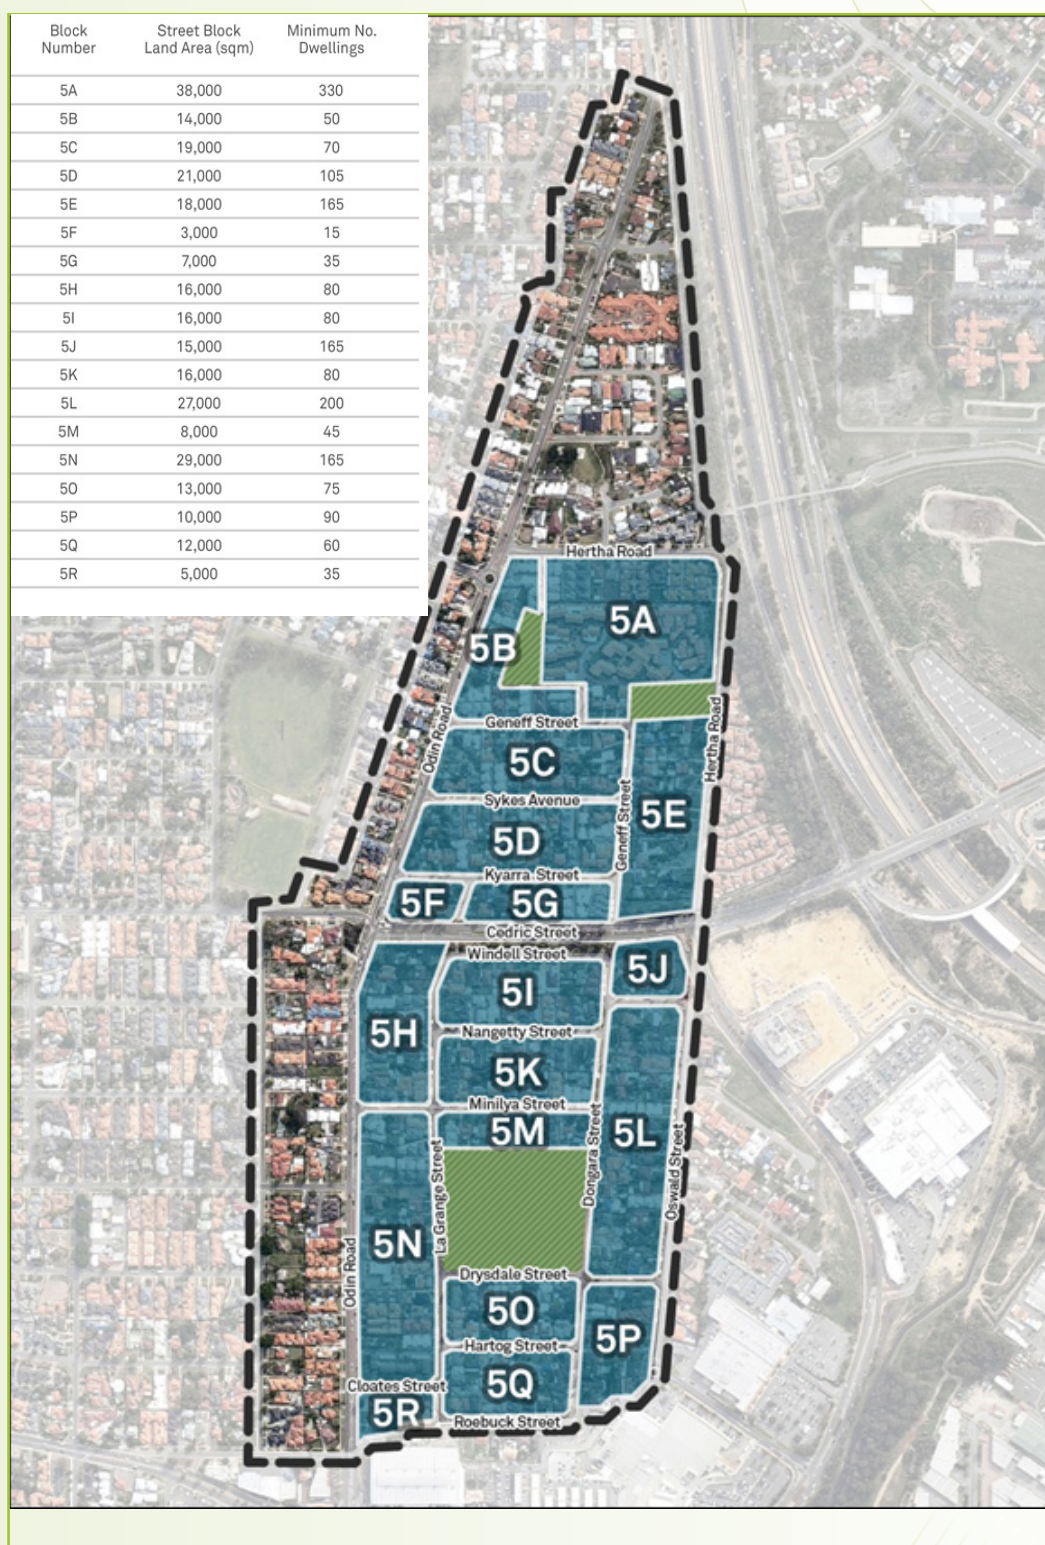 Block Number | Street Block Land Area (sqm) | Minimum No. Dwellings
5A 38,000 330
5B 14,000 50
5C 19,000 70
5D 21,000 105
5E 18,000 165
5F 3,000 15
5G 7,000 35
5H 16,000 80
5I 16,000 80
5J 15,000 165
5K 16,000 80
5L 27,000 200
5M 8,000 45
5N 29,000 165
5O 13,000 75
5P 10,000 90
5Q 12,000 60
5R 5,000 35
Hertha Road
5A
5B
Hertha Road
Odin Road
Geneff Street
5C
Geneff Street
5E
Sykes Avenue
5D
Kyarra Street
5F
5G
Cedric Street
Windell Street
5J
5I
5H
Nangetty Street
5K
Minilya Street
5M
Dongara Street
5L
Oswald Street
La Grange Street
5N
Odin Road
Drysdale Street
5O
5P
Hartog Street
5Q
Cloates Street
5R
Roebuck Street